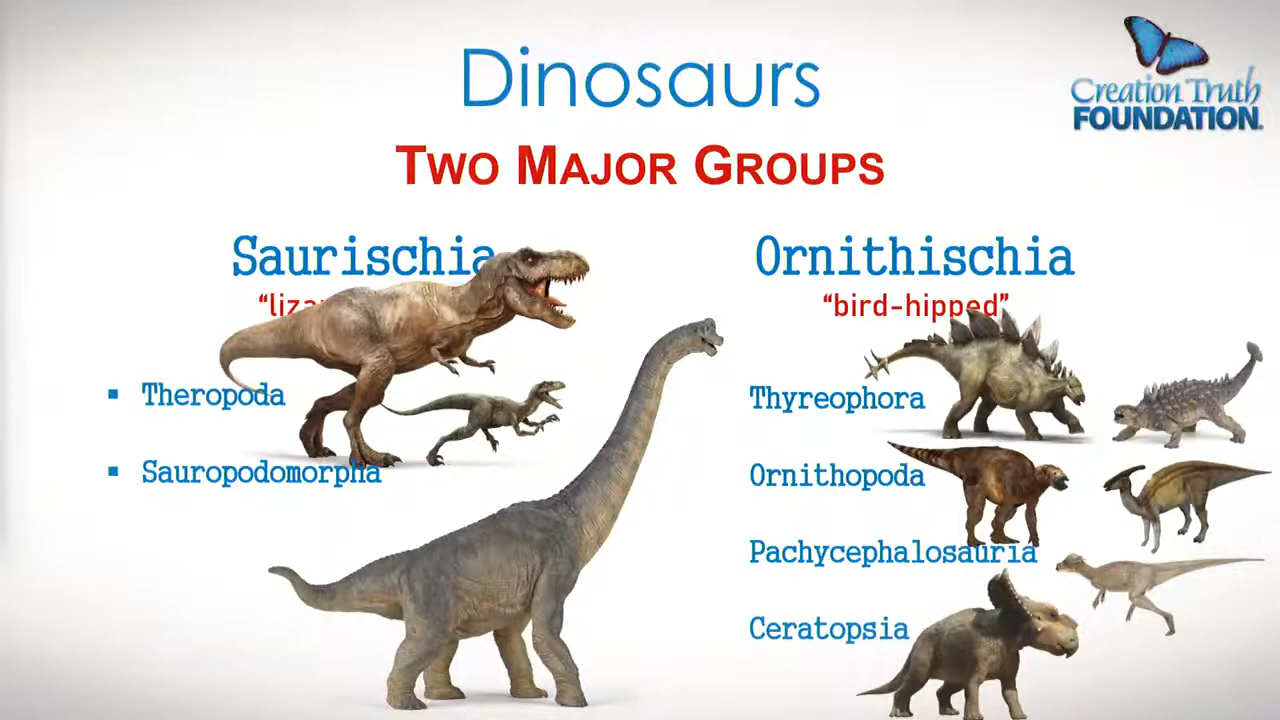 Dinosaurs
Creation Truth
FOUNDATION.
TWO MAJOR GROUPS
Saurischia
Ornithischia
"bird-hipped"
▪ Theropoda
▪ Sauropodomorpha
Thyreophora
Ornithopoda
Pachycephalosauria
Ceratopsia